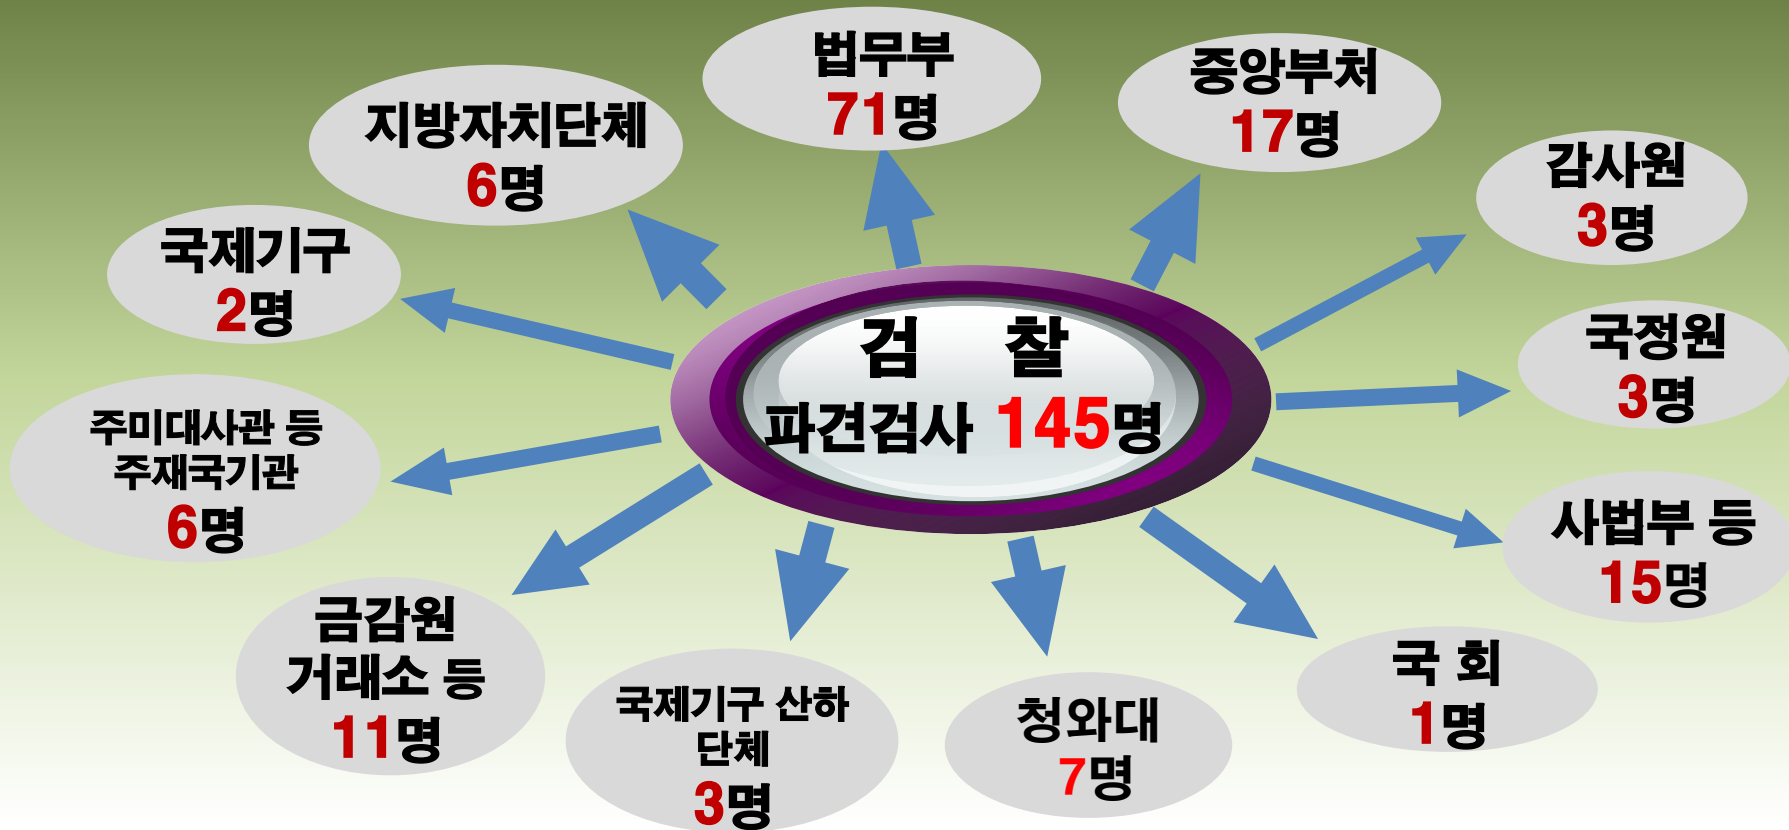 법무부
71명
중앙부처
17명
지방자치단체
6명
감사원
3명
국제기구
2명
국정원
3명
검 찰
파견검사 145명
주미대사관 등
주재국기관
6명
사법부 등
15명
금감원
거래소 등
11명
국 회
1명
국제기구 산하
단체
3명
청와대
7명